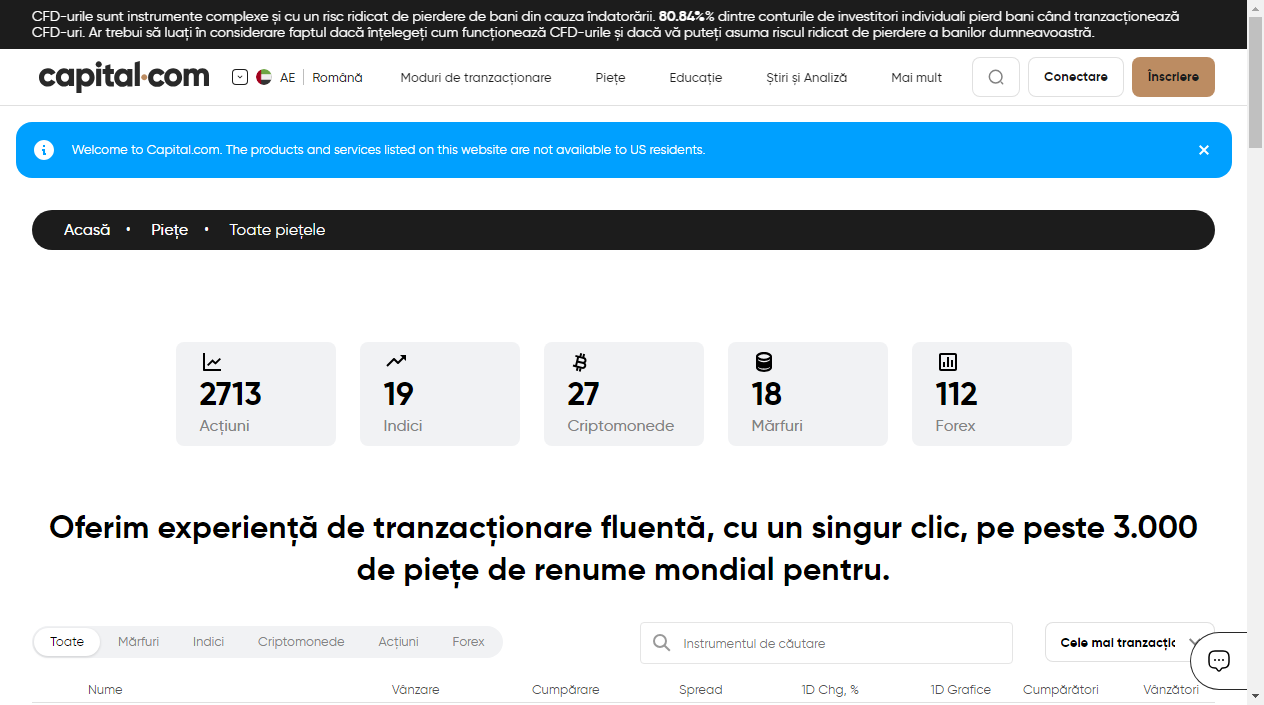 CFD-urile sunt instrumente complexe și cu un risc ridicat de pierdere de bani din cauza îndatorării. 80.84%% dintre conturile de investitori individuali pierd bani când tranzacționează
CFD-uri. Ar trebui să luați în considerare faptul dacă înțelegeți cum funcționează CFD-urile și dacă vă puteți asuma riscul ridicat de pierdere a banilor dumneavoastră.
capital.com AE Română Moduri de tranzacționare Piețe Educație Știri și Analiză Mai mult Conectare Înscriere
Welcome to Capital.com. The products and services listed on this website are not available to US residents.
Acasă • Piețe • Toate piețele
2713 19 27 18 112
Acțiuni Indici Criptomonede Mărfuri Forex
Oferim experiență de tranzacționare fluentă, cu un singur clic, pe peste 3.000
de piețe de renume mondial pentru.
Toate Mărfuri Indici Criptomonede Acțiuni Forex Instrumentul de căutare Cele mai
Nume Vânzare Cumpărare Spread 1D Chg, % 1D Grafice Cumpărători Vânzători